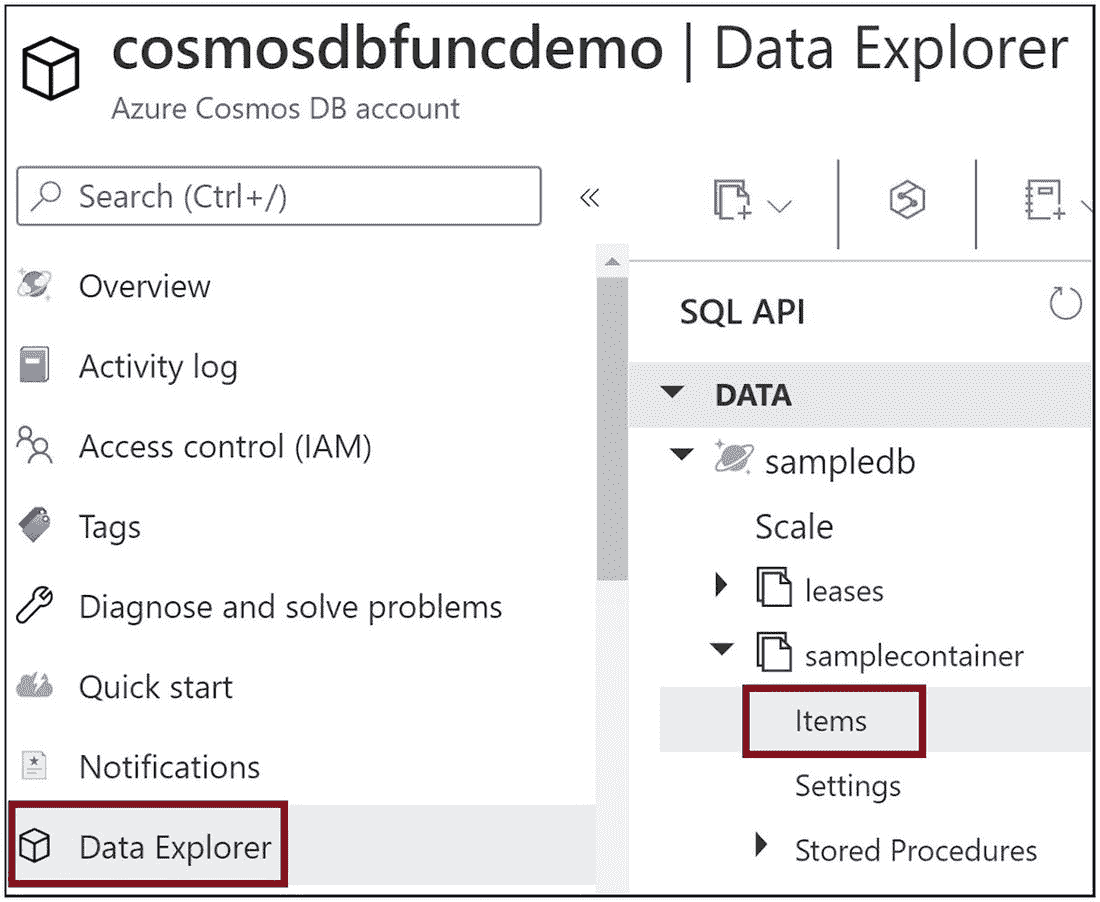 cosmosdbfuncdemo | Data Explorer
Azure Cosmos DB account
Search (Ctrl+/)
«
Overview
Activity log
Access control (IAM)
Tags
Diagnose and solve problems
Quick start
Notifications
Data Explorer
SQL API
DATA
sampledb
Scale
leases
samplecontainer
Items
Settings
Stored Procedures